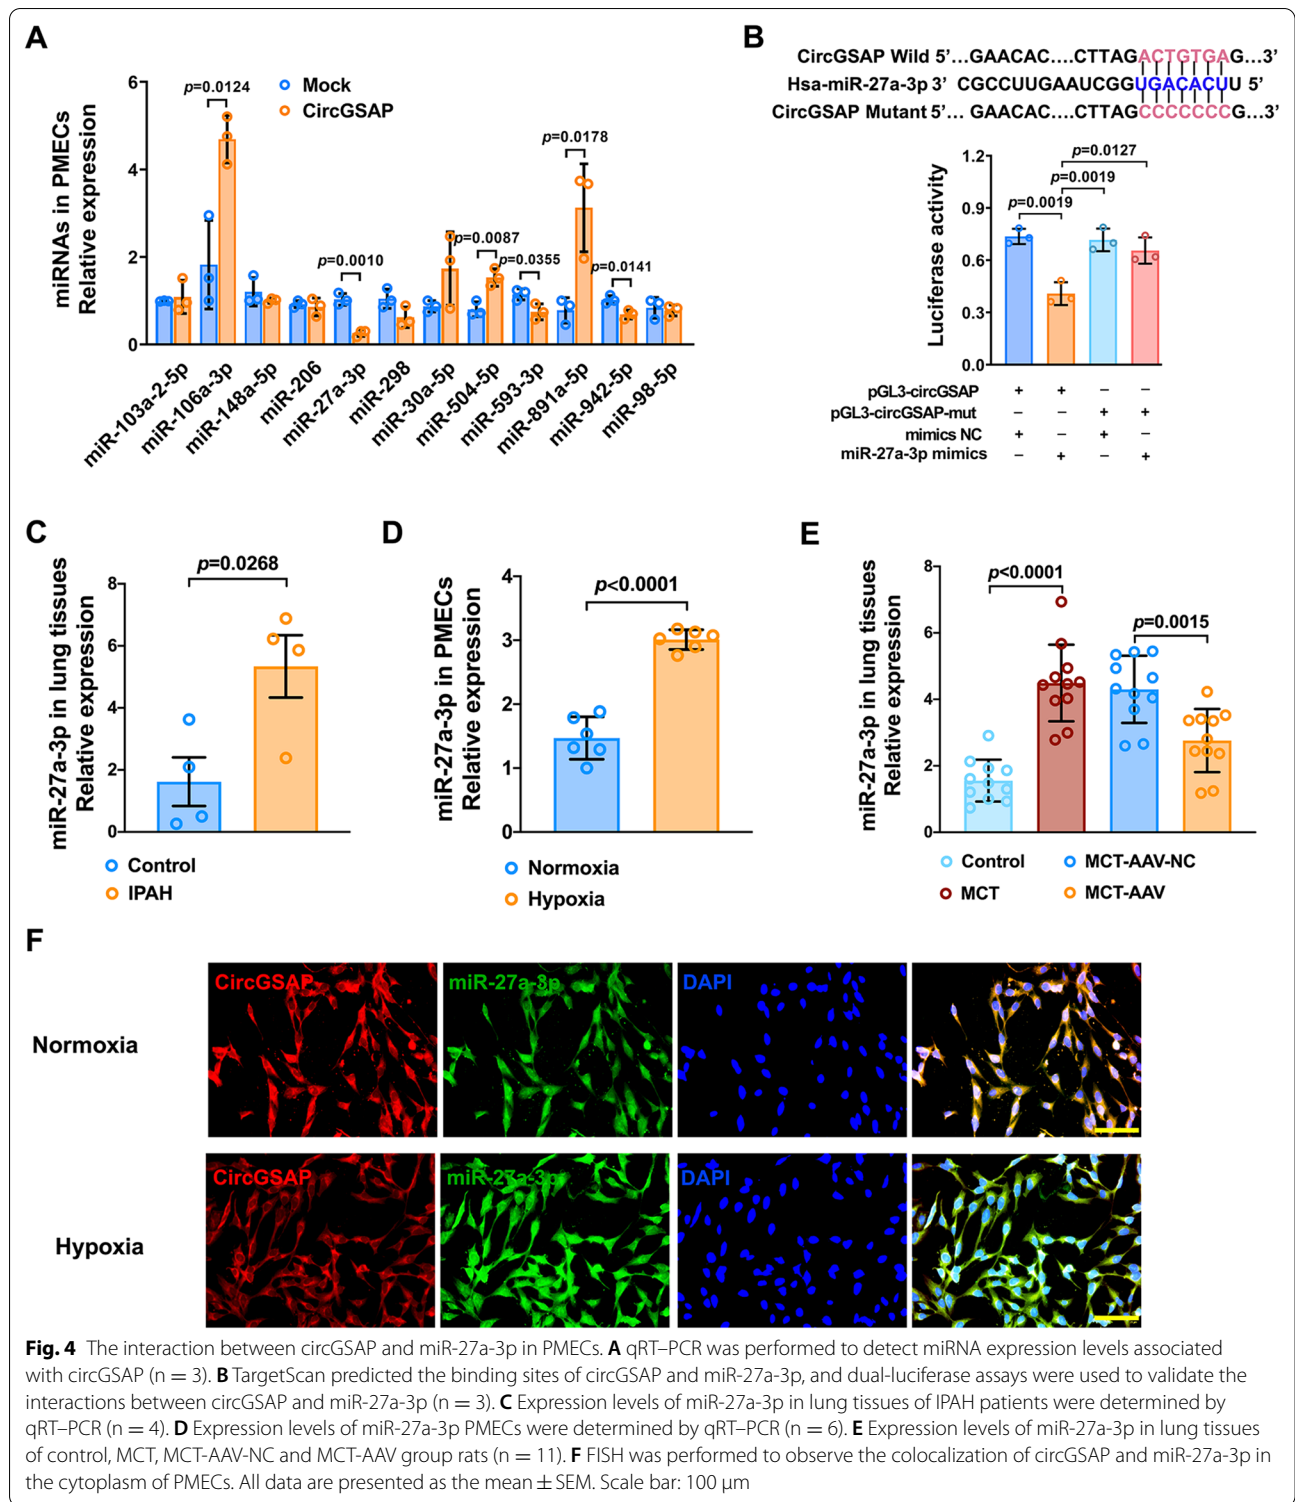 A
miRNAs in PMECs
Relative expression
6
4
2
0
Mock
CircGSAP
p=0.0124
p=0.0010
p=0.0087
p=0.0355
p=0.0178
p=0.0141
miR-103a-2-5p
miR-106a-3p
miR-148a-5p
miR-206
miR-27a-3p
miR-298
miR-30a-5p
miR-504-5p
miR-593-3p
miR-891a-5p
miR-942-5p
miR-98-5p
B
CircGSAP Wild 5’...GAACAC....CTTAGACTGTGAG...3’
Hsa-miR-27a-3p 3’ CGCCUUGAAUCGGUGACACUU 5’
CircGSAP Mutant 5’... GAACAC....CTTAGCCCCCCCG...3’
Luciferase activity
1.2
0.9
0.6
0.3
0.0
p=0.0127
p=0.0019
p=0.0019
pGL3-circGSAP + + − −
pGL3-circGSAP-mut − − + +
mimics NC + − + −
miR-27a-3p mimics − + − +
C
miR-27a-3p in lung tissues
Relative expression
8
6
4
2
0
p=0.0268
Control
IPAH
D
miR-27a-3p in PMECs
Relative expression
4
3
2
1
0
p<0.0001
Normoxia
Hypoxia
E
miR-27a-3p in lung tissues
Relative expression
8
6
4
2
0
p<0.0001
p=0.0015
Control
MCT-AAV-NC
MCT
MCT-AAV
F
Normoxia
CircGSAP
miR-27a-3p
DAPI
Hypoxia
CircGSAP
miR-27a-3p
DAPI
Fig. 4 The interaction between circGSAP and miR-27a-3p in PMECs. A qRT–PCR was performed to detect miRNA expression levels associated
with circGSAP (n = 3). B TargetScan predicted the binding sites of circGSAP and miR-27a-3p, and dual-luciferase assays were used to validate the
interactions between circGSAP and miR-27a-3p (n = 3). C Expression levels of miR-27a-3p in lung tissues of IPAH patients were determined by
qRT–PCR (n = 4). D Expression levels of miR-27a-3p PMECs were determined by qRT–PCR (n = 6). E Expression levels of miR-27a-3p in lung tissues
of control, MCT, MCT-AAV-NC and MCT-AAV group rats (n = 11). F FISH was performed to observe the colocalization of circGSAP and miR-27a-3p in
the cytoplasm of PMECs. All data are presented as the mean ± SEM. Scale bar: 100 μm